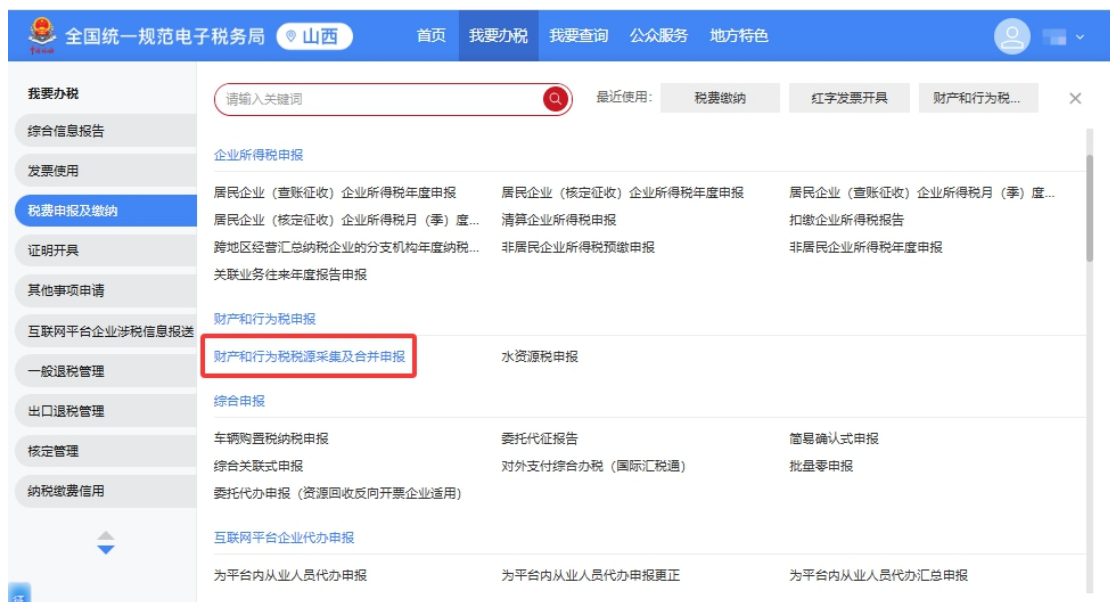 全国统一规范电子税务局 山西 首页 我要办税 我要查询 公众服务 地方特色
我要办税
综合信息报告
发票使用
税费申报及缴纳
证明开具
其他事项申请
互联网平台企业涉税信息报送
一般退税管理
出口退税管理
核定管理
纳税缴费信用
请输入关键词 最近使用： 税费缴纳 红字发票开具 财产和行为税...
企业所得税申报
居民企业（查账征收）企业所得税年度申报 居民企业（核定征收）企业所得税年度申报 居民企业（查账征收）企业所得税月（季）度...
居民企业（核定征收）企业所得税月（季）度... 清算企业所得税申报 扣缴企业所得税报告
跨地区经营汇总纳税企业的分支机构年度纳税... 非居民企业所得税预缴申报 非居民企业所得税年度申报
关联业务往来年度报告申报
财产和行为税申报
财产和行为税税源采集及合并申报 水资源税申报
综合申报
车辆购置税纳税申报 委托代征报告 简易确认式申报
综合关联式申报 对外支付综合办税（国际汇税通） 批量零申报
委托代办申报（资源回收反向开票企业适用）
互联网平台企业代办申报
为平台内从业人员代办申报 为平台内从业人员代办申报更正 为平台内从业人员代办汇总申报